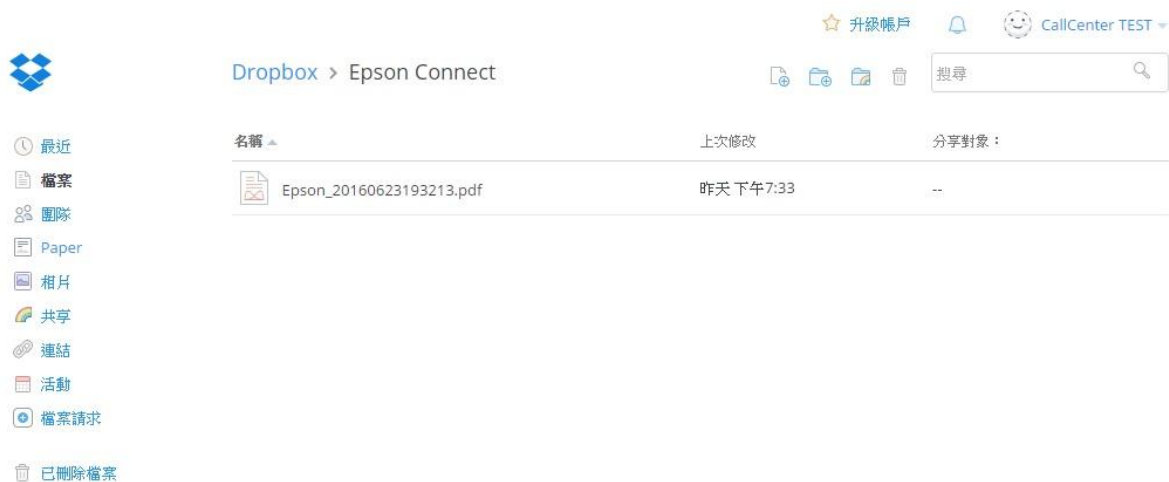 升級帳戶 CallCenter TEST
Dropbox > Epson Connect
搜尋
最近
檔案
團隊
Paper
相片
共享
連結
活動
檔案請求
已刪除檔案
名稱 上次修改 分享對象：
Epson_20160623193213.pdf 昨天 下午7:33 --